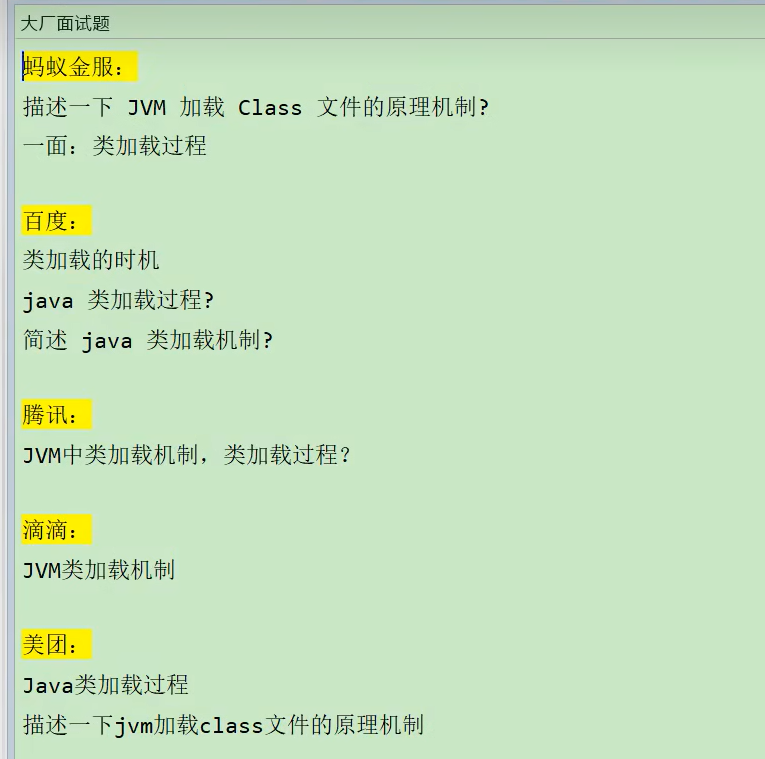 大厂面试题
蚂蚁金服：
描述一下 JVM 加载 Class 文件的原理机制?
一面：类加载过程
百度：
类加载的时机
java 类加载过程?
简述 java 类加载机制?
腾讯：
JVM中类加载机制，类加载过程？
滴滴：
JVM类加载机制
美团：
Java类加载过程
描述一下jvm加载class文件的原理机制